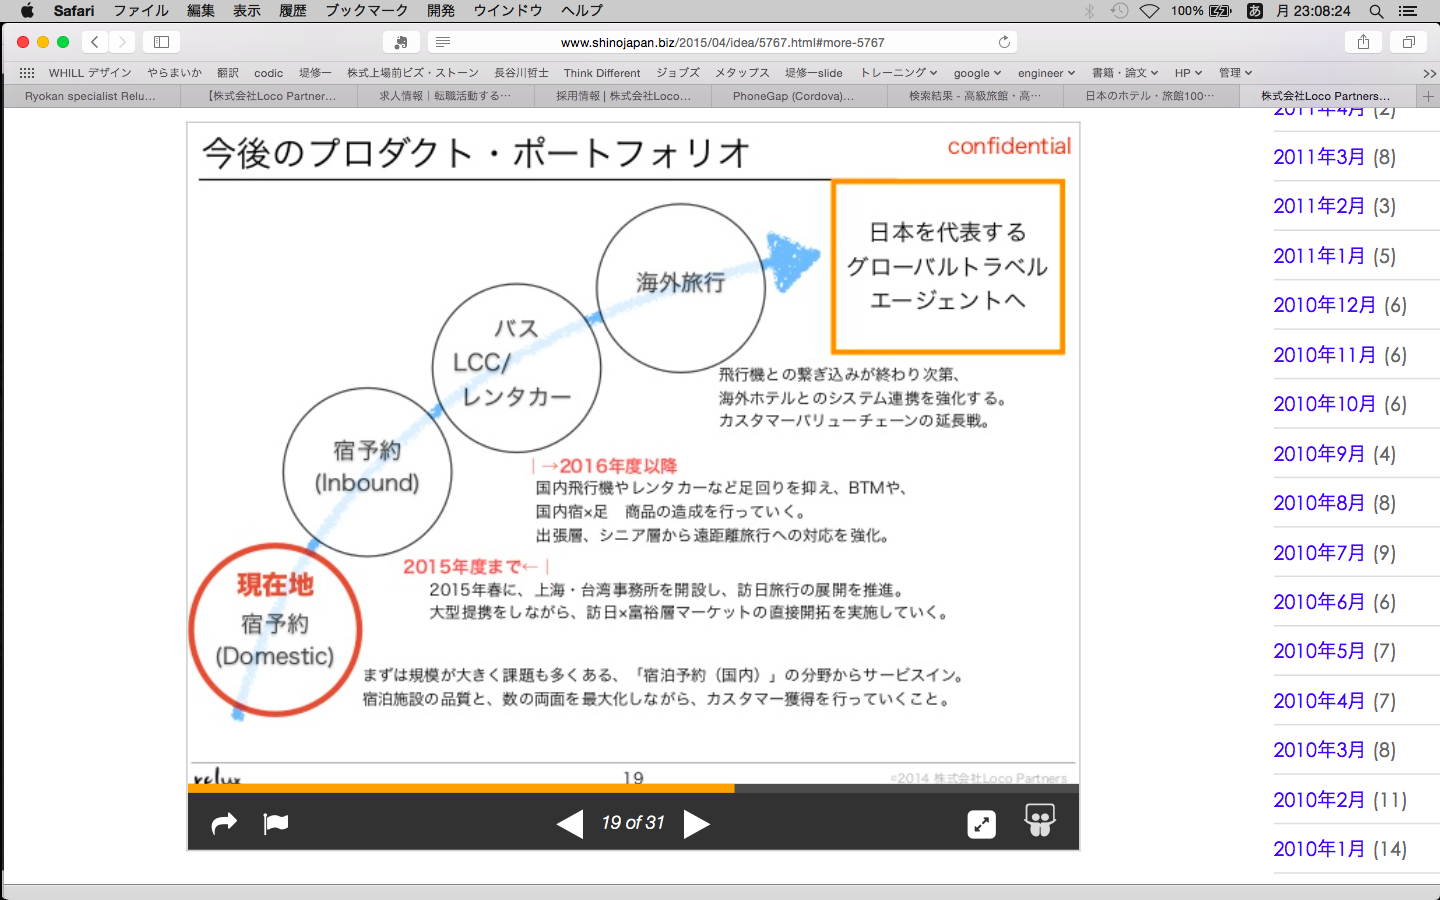 Safari ファイル 編集 表示 履歴 ブックマーク 開発 ウインドウ ヘルプ 100% あ 月 23:08:24
www.shinojapan.biz/2015/04/idea/5767.html#more-5767
WHILL デザイン やらまいか 翻訳 codic 堤修一 株式上場前ビズ・ストーン 長谷川哲士 Think Different ジョブズ メタップス 堤修一slide トレーニング google engineer 書籍・論文 HP 管理 >>
Ryokan specialist Relu... 【株式会社Loco Partner... 求人情報｜転職活動する… 採用情報 | 株式会社Loco... PhoneGap (Cordova)... 検索結果 - 高級旅館・高… 日本のホテル・旅館100… 株式会社Loco Partners...
今後のプロダクト・ポートフォリオ
confidential
日本を代表する
グローバルトラベル
エージェントへ
海外旅行
飛行機との繋ぎ込みが終わり次第、
海外ホテルとのシステム連携を強化する。
カスタマーバリューチェーンの延長戦。
バス
LCC/
レンタカー
|→2016年度以降
国内飛行機やレンタカーなど足回りを抑え、BTMや、
国内宿×足　商品の造成を行っていく。
出張層、シニア層から遠距離旅行への対応を強化。
宿予約
(Inbound)
2015年度まで←|
2015年春に、上海・台湾事務所を開設し、訪日旅行の展開を推進。
大型提携をしながら、訪日×富裕層マーケットの直接開拓を実施していく。
現在地
宿予約
(Domestic)
まずは規模が大きく課題も多くある、「宿泊予約（国内）」の分野からサービスイン。
宿泊施設の品質と、数の両面を最大化しながら、カスタマー獲得を行っていくこと。
relux
19
©2014 株式会社Loco Partners
19 of 31
2011年4月 (2)
2011年3月 (8)
2011年2月 (3)
2011年1月 (5)
2010年12月 (6)
2010年11月 (6)
2010年10月 (6)
2010年9月 (4)
2010年8月 (8)
2010年7月 (9)
2010年6月 (6)
2010年5月 (7)
2010年4月 (7)
2010年3月 (8)
2010年2月 (11)
2010年1月 (14)